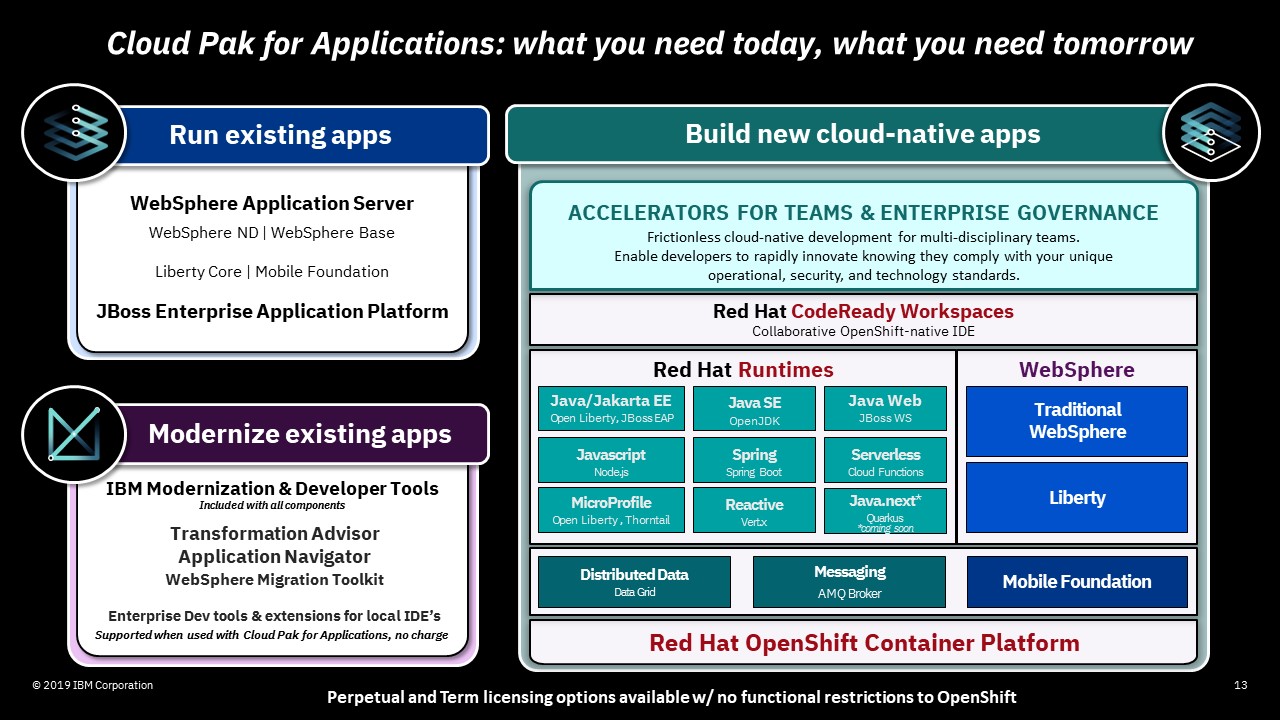 Cloud Pak for Applications: what you need today, what you need tomorrow
Run existing apps
WebSphere Application Server
WebSphere ND | WebSphere Base
Liberty Core | Mobile Foundation
JBoss Enterprise Application Platform
Modernize existing apps
IBM Modernization & Developer Tools
Included with all components
Transformation Advisor
Application Navigator
WebSphere Migration Toolkit
Enterprise Dev tools & extensions for local IDE's
Supported when used with Cloud Pak for Applications, no charge
Build new cloud-native apps
ACCELERATORS FOR TEAMS & ENTERPRISE GOVERNANCE
Frictionless cloud-native development for multi-disciplinary teams.
Enable developers to rapidly innovate knowing they comply with your unique
operational, security, and technology standards.
Red Hat CodeReady Workspaces
Collaborative OpenShift-native IDE
Red Hat Runtimes
Java/Jakarta EE
Open Liberty, JBoss EAP
Java SE
OpenJDK
Java Web
JBoss WS
Javascript
Node.js
Spring
Spring Boot
Serverless
Cloud Functions
MicroProfile
Open Liberty, Thorntail
Reactive
Vert.x
Java.next*
Quarkus
*coming soon
WebSphere
Traditional
WebSphere
Liberty
Distributed Data
Data Grid
Messaging
AMQ Broker
Mobile Foundation
Red Hat OpenShift Container Platform
© 2019 IBM Corporation
Perpetual and Term licensing options available w/ no functional restrictions to OpenShift
13